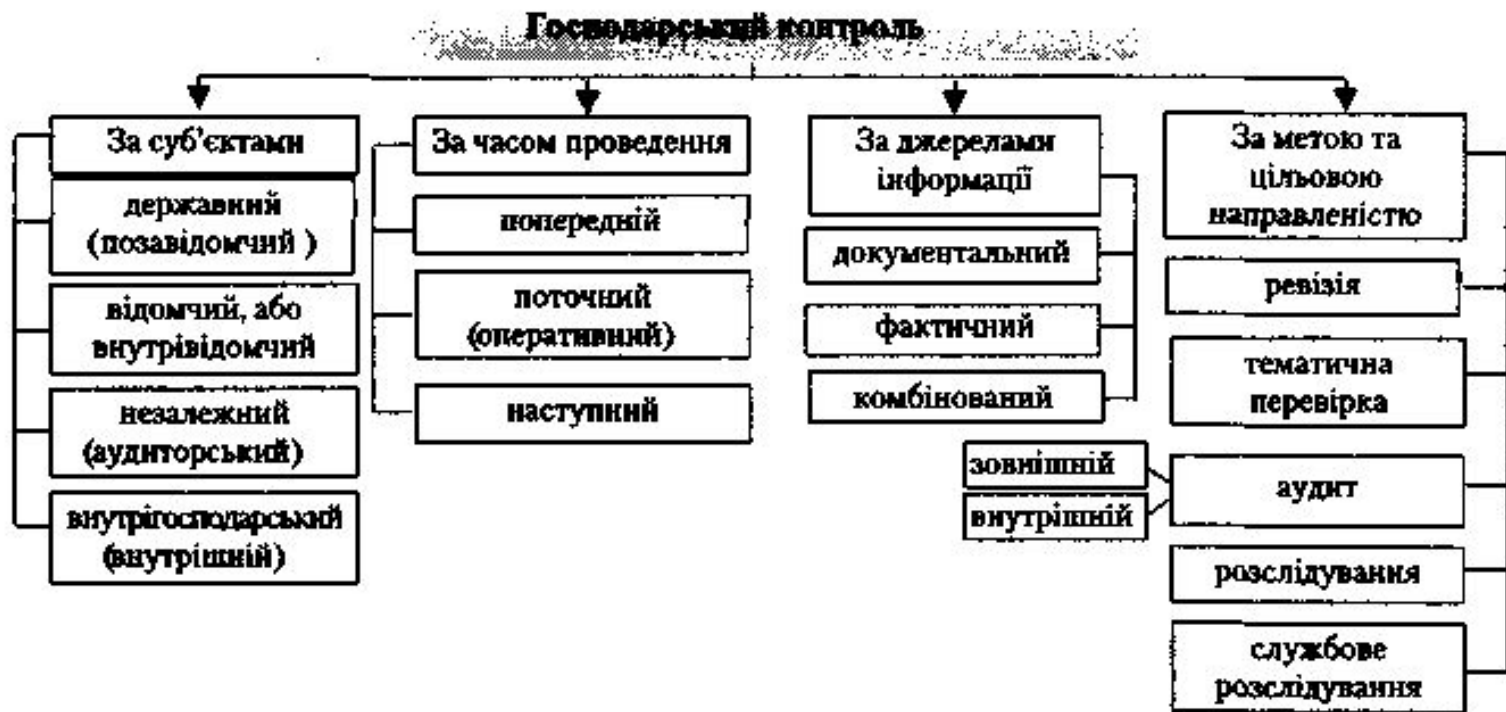 Господарський контроль
За суб'єктами
державний
(позавідомчий )
відомчий, або
внутрівідомчий
незалежний
(аудиторський)
внутрігосподарський
(внутрішній)
За часом проведення
попередній
поточний
(оперативний)
наступний
За джерелами
інформації
документальний
фактичний
комбінований
За метою та
цільовою
направленістю
ревізія
тематична
перевірка
зовнішній
внутрішній
аудит
розслідування
службове
розслідування